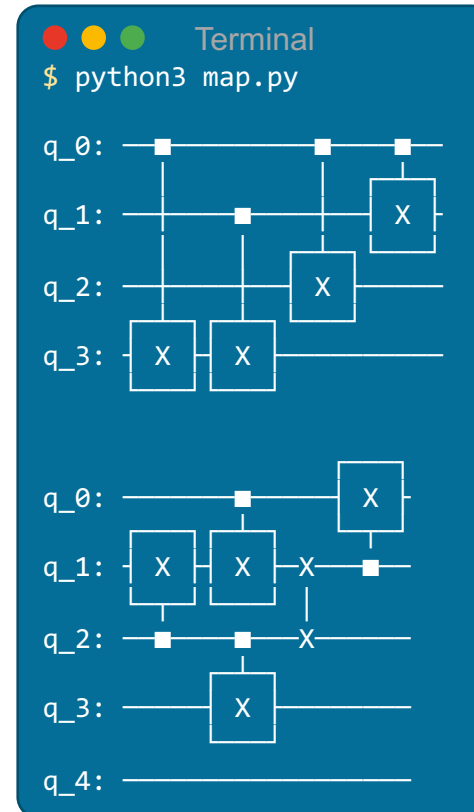 Terminal
$ python3 map.py
q_0:
q_1: X
q_2: X
q_3: X X
q_0: X
q_1: X X X
q_2: X
q_3: X
q_4: